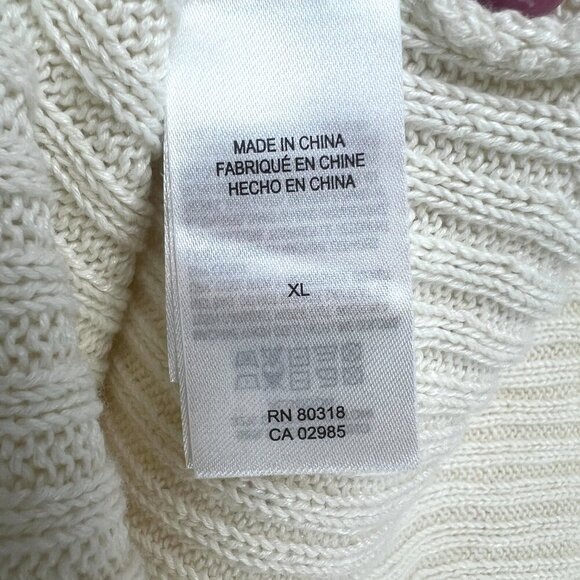 MADE IN CHINA
FABRIQUÉ EN CHINE
HECHO EN CHINA
XL
RN 80318
CA 02985